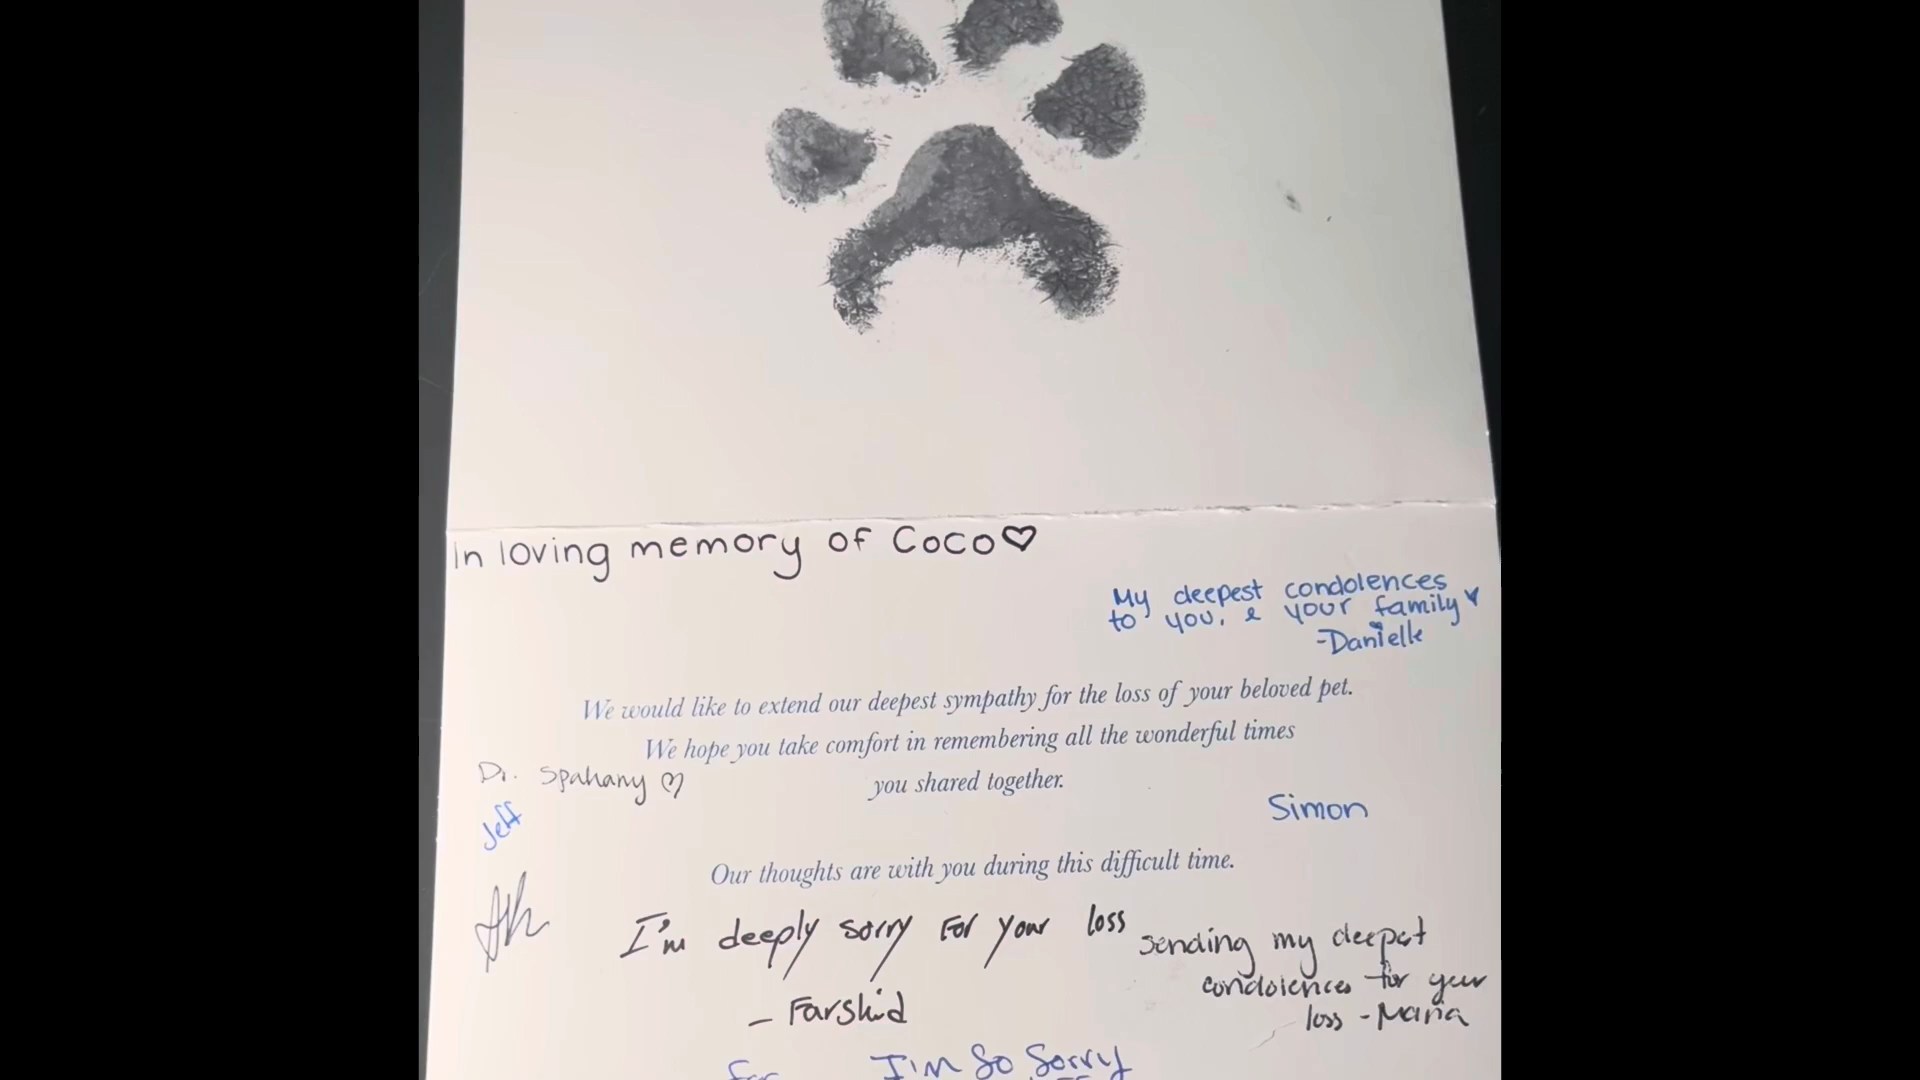 In loving memory of Coco♡
My deepest condolences
to you, & your family ♥
-Danielle
We would like to extend our deepest sympathy for the loss of your beloved pet.
We hope you take comfort in remembering all the wonderful times
you shared together.
Dr. Spahany ♡
Jeff
Simon
Our thoughts are with you during this difficult time.
I'm deeply sorry for your loss
- Farshid
sending my deepest
condolences for your
loss - Maria
I'm So Sorry
for